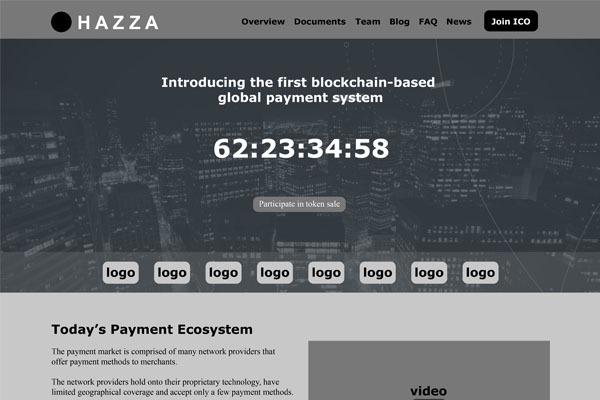 HAZZA
Overview Documents Team Blog FAQ News Join ICO
Introducing the first blockchain-based
global payment system
62:23:34:58
Participate in token sale
logo logo logo logo logo logo logo logo
Today’s Payment Ecosystem
The payment market is comprised of many network providers that
offer payment methods to merchants.
The network providers hold onto their proprietary technology, have
limited geographical coverage and accept only a few payment methods.
video